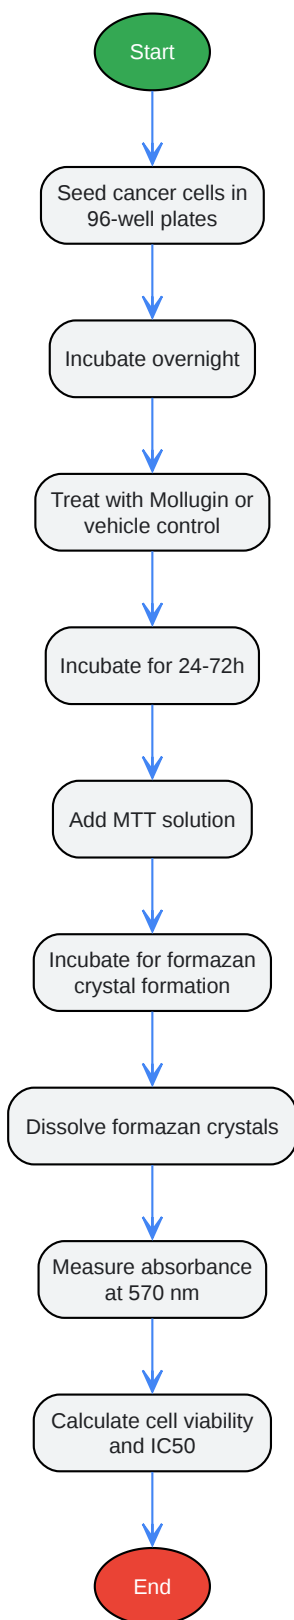 Start
Seed cancer cells in
96-well plates
Incubate overnight
Treat with Mollugin or
vehicle control
Incubate for 24-72h
Add MTT solution
Incubate for formazan
crystal formation
Dissolve formazan crystals
Measure absorbance
at 570 nm
Calculate cell viability
and IC50
End